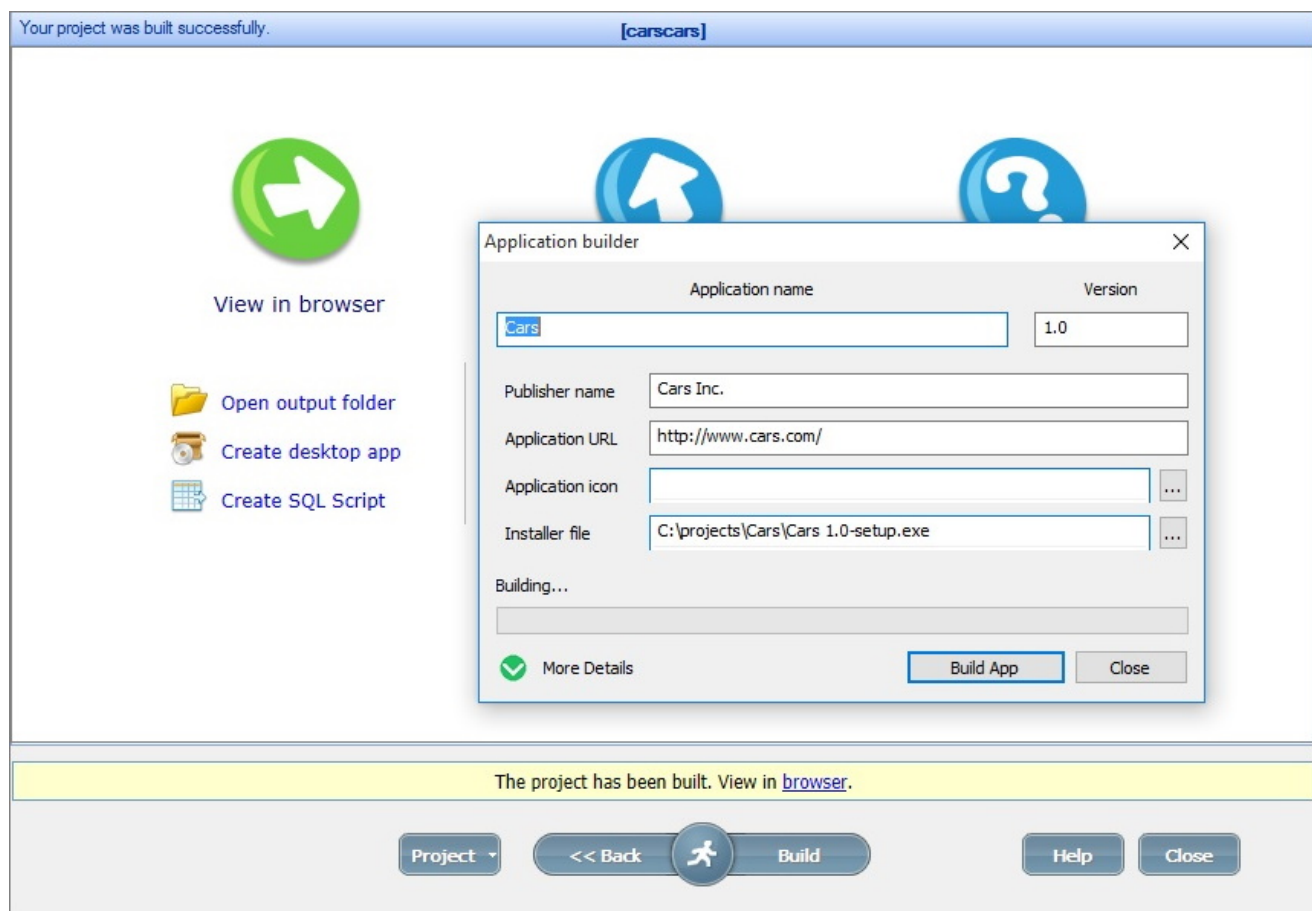 Your project was built successfully.
[carscars]
View in browser
Open output folder
Create desktop app
Create SQL Script
Application builder
Application name
Version
Cars
1.0
Publisher name
Cars Inc.
Application URL
http://www.cars.com/
Application icon
...
Installer file
C:\projects\Cars\Cars 1.0-setup.exe
...
Building...
More Details
Build App
Close
The project has been built. View in browser.
Project
<< Back
Build
Help
Close